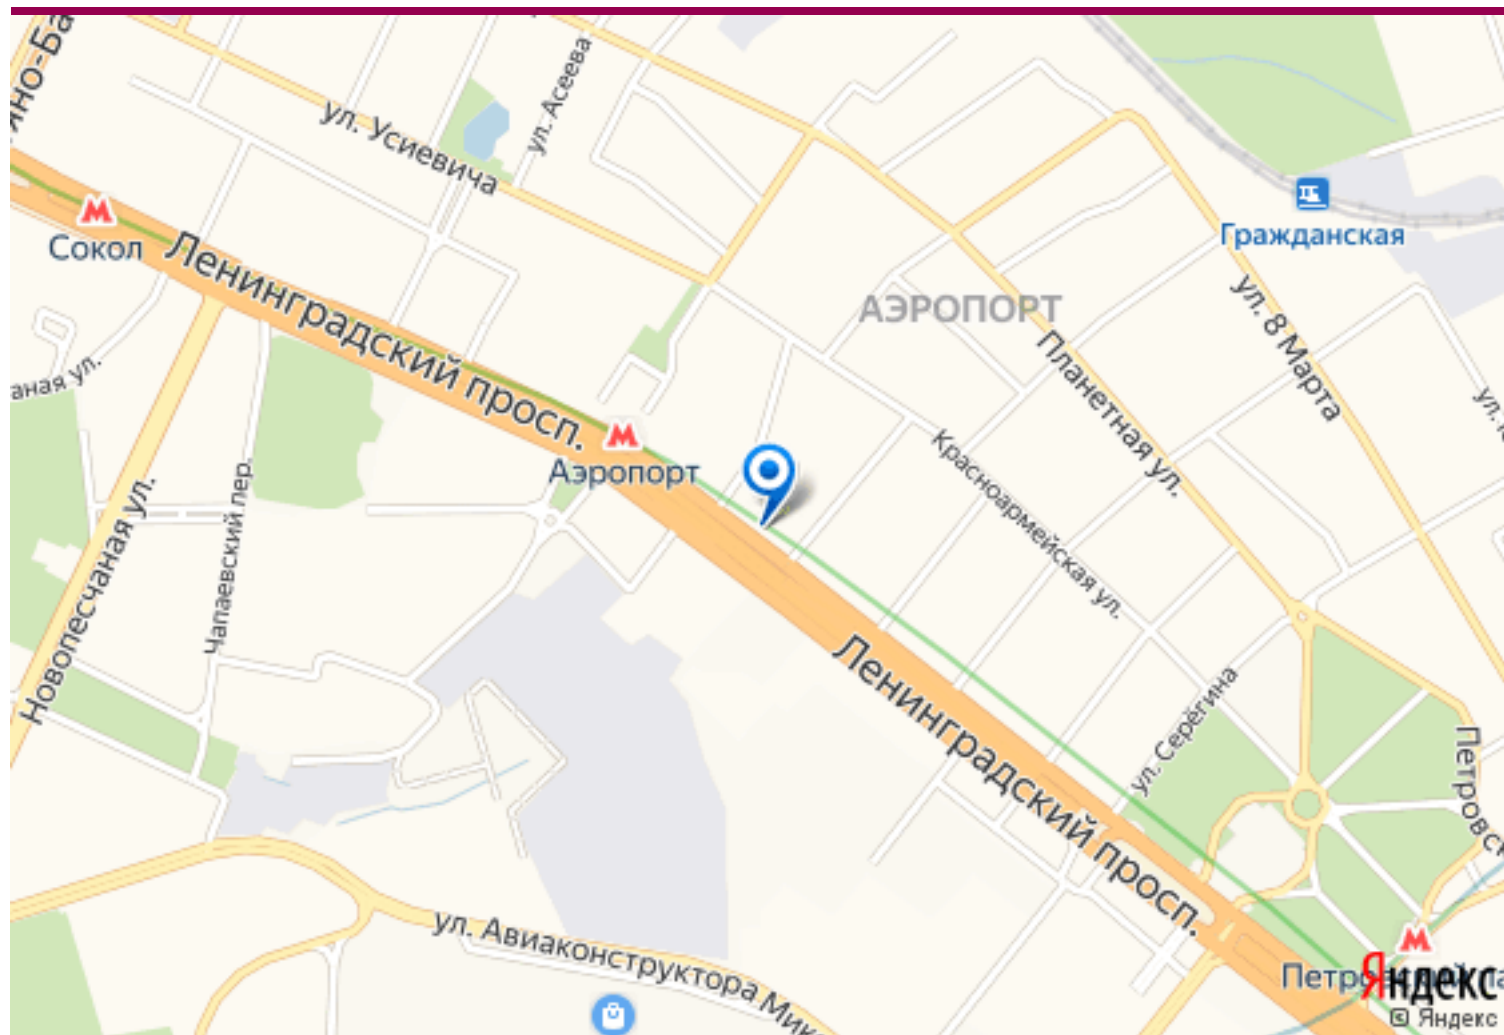 ул. Асеева
ул. Усиевича
Сокол
Ленинградский просп.
Гражданская
АЭРОПОРТ
ул. 8 Марта
Планетная ул.
Аэропорт
Красноармейская ул.
Новопесчаная ул.
Чапаевский пер.
Ленинградский просп.
ул. Серёгина
ул. Авиаконструктора Мик
Яндекс
© Яндекс